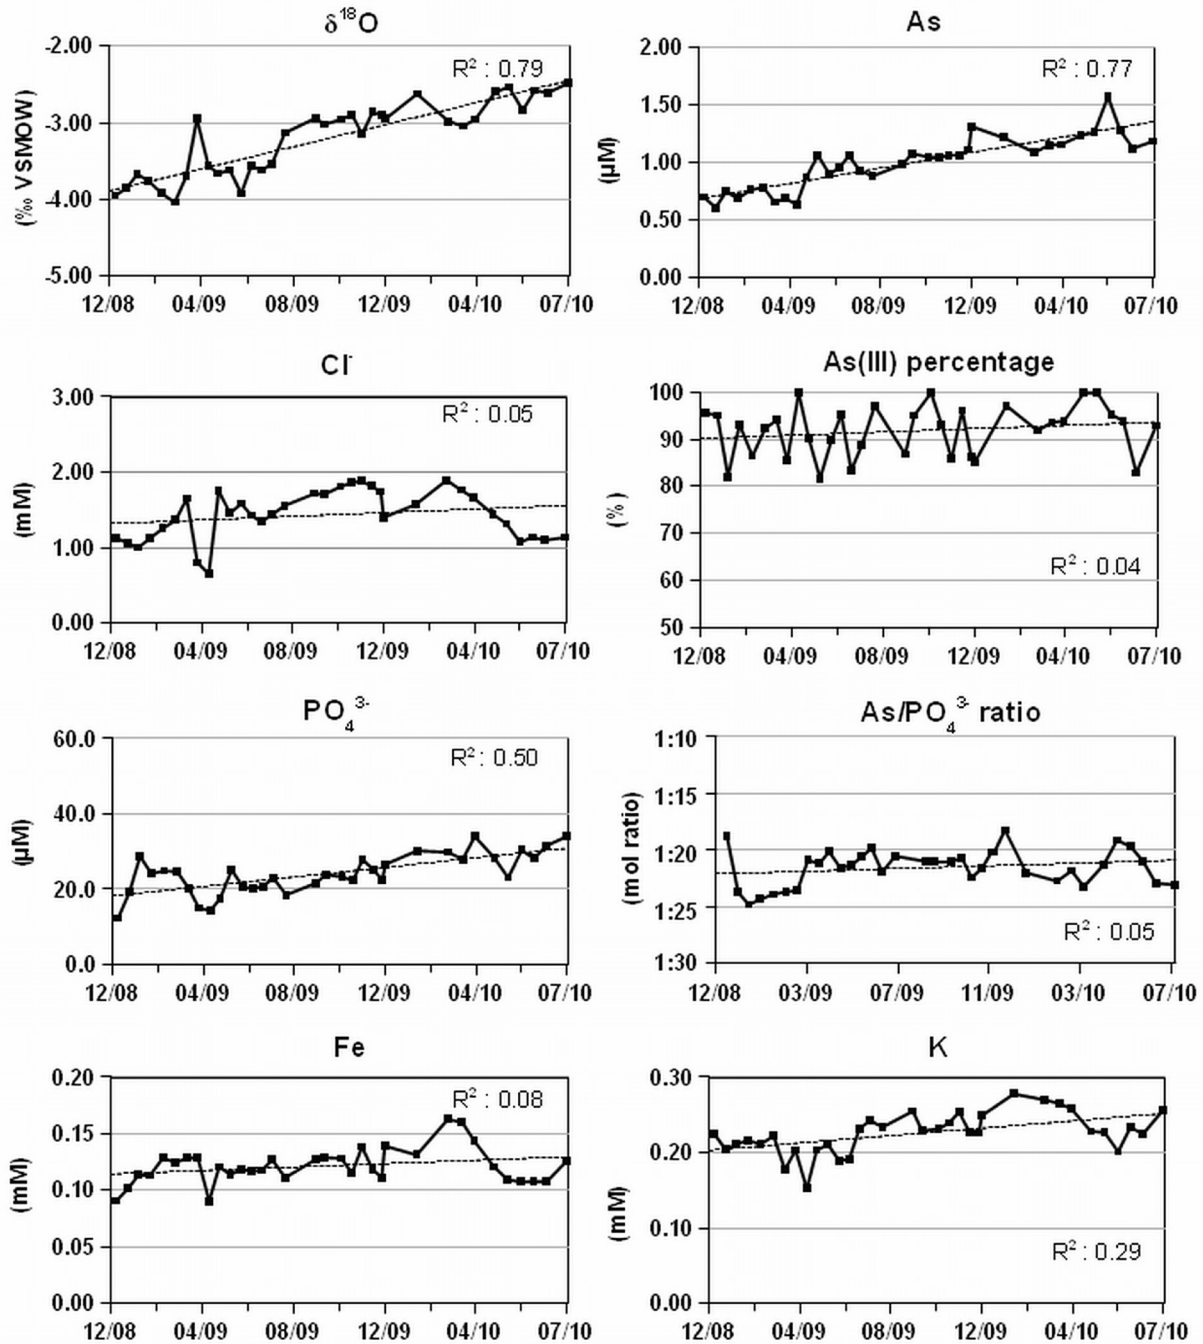 δ¹⁸O
R² : 0.79
(‰ VSMOW)
-2.00
-3.00
-4.00
-5.00
12/08 04/09 08/09 12/09 04/10 07/10
As
R² : 0.77
(µM)
2.00
1.50
1.00
0.50
0.00
12/08 04/09 08/09 12/09 04/10 07/10
Cl⁻
R² : 0.05
(mM)
3.00
2.00
1.00
0.00
12/08 04/09 08/09 12/09 04/10 07/10
As(III) percentage
(%)
100
90
80
70
60
50
R² : 0.04
12/08 04/09 08/09 12/09 04/10 07/10
PO₄³⁻
R² : 0.50
(µM)
60.0
40.0
20.0
0.0
12/08 04/09 08/09 12/09 04/10 07/10
As/PO₄³⁻ ratio
(mol ratio)
1:10
1:15
1:20
1:25
1:30
R² : 0.05
12/08 03/09 07/09 11/09 03/10 07/10
Fe
R² : 0.08
(mM)
0.20
0.15
0.10
0.05
0.00
12/08 04/09 08/09 12/09 04/10 07/10
K
(mM)
0.30
0.20
0.10
0.00
R² : 0.29
12/08 04/09 08/09 12/09 04/10 07/10